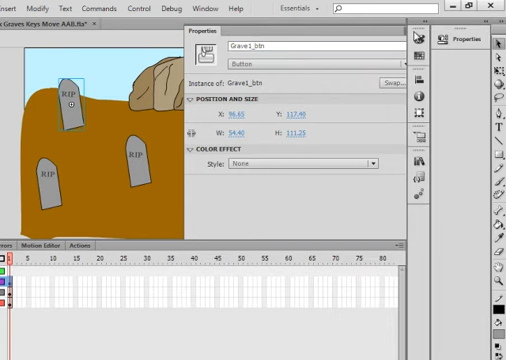 Insert Modify Text Commands Control Debug Window Help
Essentials
Graves Keys Move AAB.fla* ×
Properties
Grave1_btn
Button
Instance of: Grave1_btn
Swap...
POSITION AND SIZE
X: 96.65 Y: 117.40
W: 54.40 H: 111.25
COLOR EFFECT
Style: None
Properties
RIP
RIP
RIP
Motion Editor Actions
1 5 10 15 20 25 30 35 40 45 50 55 60 65 70 75 80